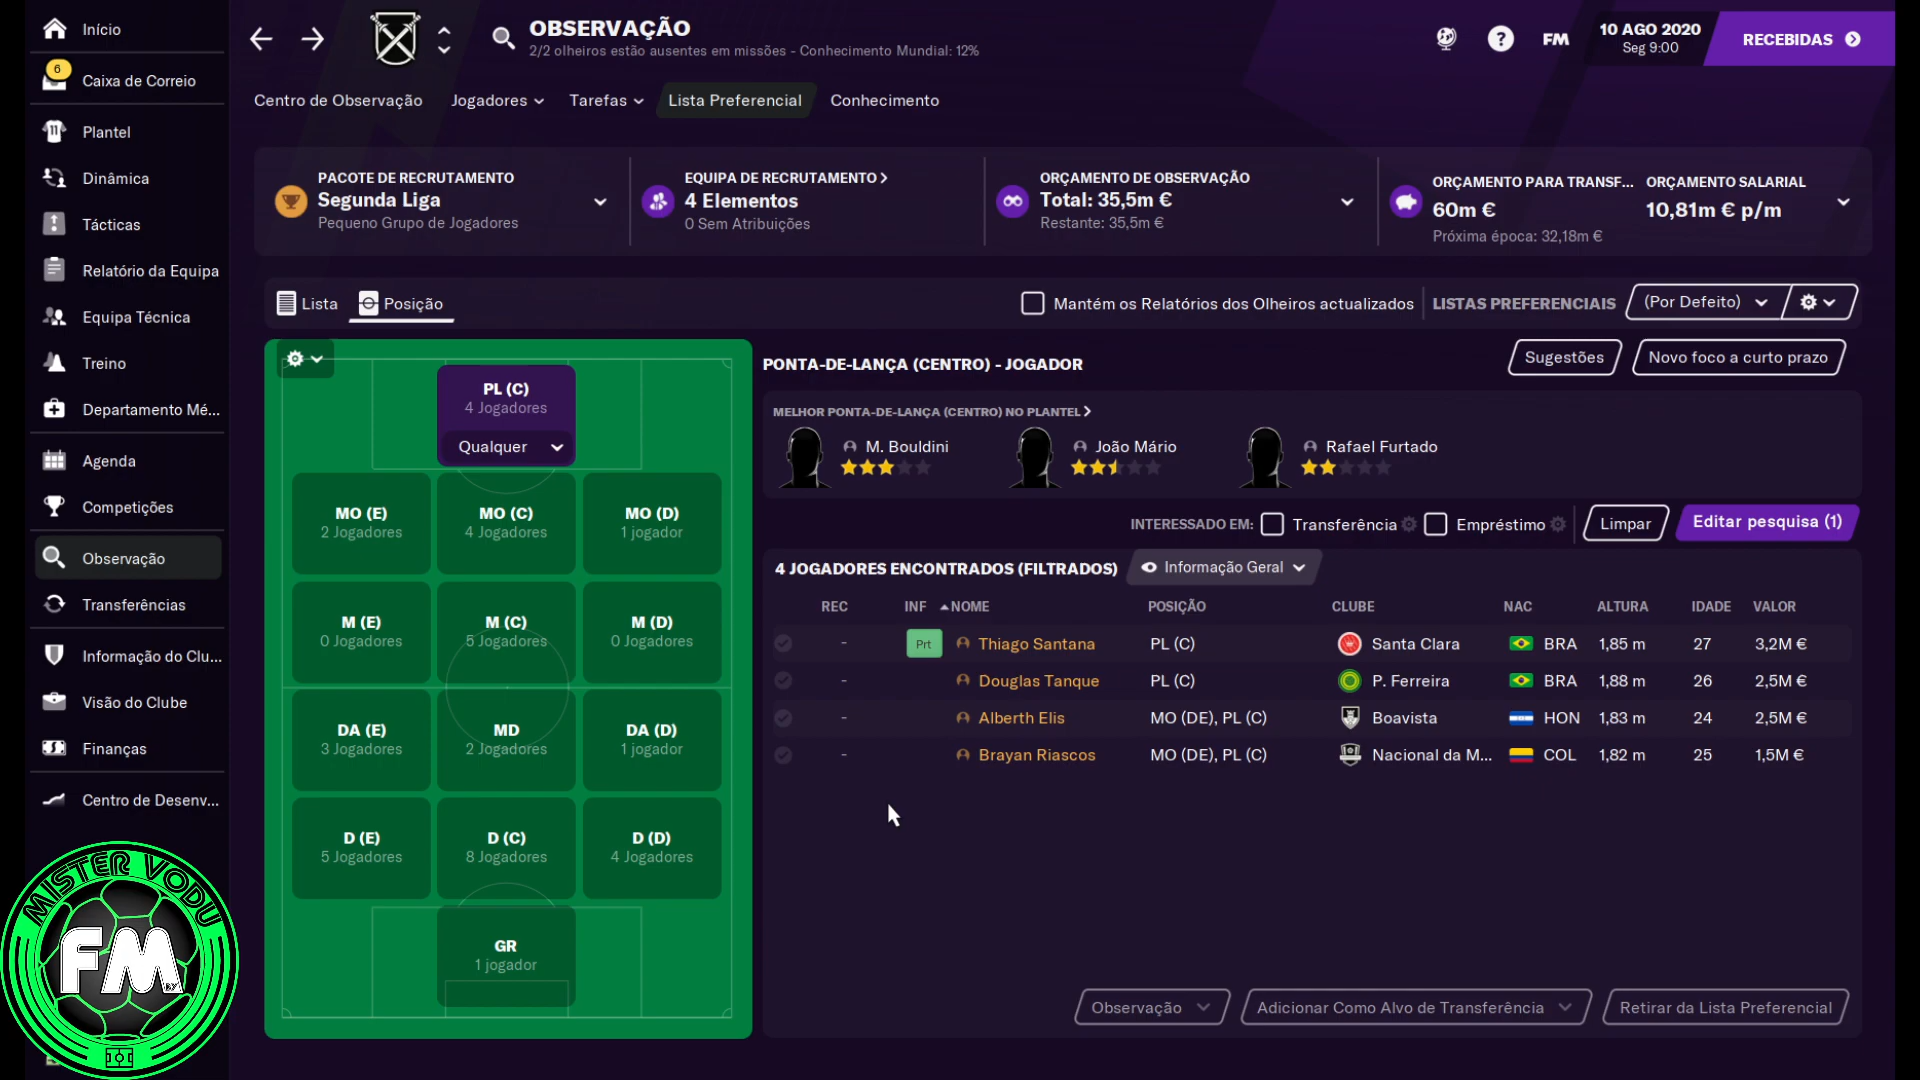 Início
6
Caixa de Correio
Plantel
Dinâmica
Tácticas
Relatório da Equipa
Equipa Técnica
Treino
Departamento Mé...
Agenda
Competições
Observação
Transferências
Informação do Clu...
Visão do Clube
Finanças
Centro de Desenv...
MISTER VODU
FM
BY
OBSERVAÇÃO
2/2 olheiros estão ausentes em missões - Conhecimento Mundial: 12%
?
FM
10 AGO 2020
Seg 9:00
RECEBIDAS
Centro de Observação
Jogadores
Tarefas
Lista Preferencial
Conhecimento
PACOTE DE RECRUTAMENTO
Segunda Liga
Pequeno Grupo de Jogadores
EQUIPA DE RECRUTAMENTO
4 Elementos
0 Sem Atribuições
ORÇAMENTO DE OBSERVAÇÃO
Total: 35,5m €
Restante: 35,5m €
ORÇAMENTO PARA TRANSF...
60m €
Próxima época: 32,18m €
ORÇAMENTO SALARIAL
10,81m € p/m
Lista
Posição
Mantém os Relatórios dos Olheiros actualizados
LISTAS PREFERENCIAIS
(Por Defeito)
PL (C)
4 Jogadores
Qualquer
MO (E)
2 Jogadores
MO (C)
4 Jogadores
MO (D)
1 jogador
M (E)
0 Jogadores
M (C)
5 Jogadores
M (D)
0 Jogadores
DA (E)
3 Jogadores
MD
2 Jogadores
DA (D)
1 jogador
D (E)
5 Jogadores
D (C)
8 Jogadores
D (D)
4 Jogadores
GR
1 jogador
PONTA-DE-LANÇA (CENTRO) - JOGADOR
Sugestões
Novo foco a curto prazo
MELHOR PONTA-DE-LANÇA (CENTRO) NO PLANTEL
M. Bouldini
João Mário
Rafael Furtado
INTERESSADO EM:
Transferência
Empréstimo
Limpar
Editar pesquisa (1)
4 JOGADORES ENCONTRADOS (FILTRADOS)
Informação Geral
REC INF NOME POSIÇÃO CLUBE NAC ALTURA IDADE VALOR
- Prt Thiago Santana PL (C) Santa Clara BRA 1,85 m 27 3,2M €
- Douglas Tanque PL (C) P. Ferreira BRA 1,88 m 26 2,5M €
- Alberth Elis MO (DE), PL (C) Boavista HON 1,83 m 24 2,5M €
- Brayan Riascos MO (DE), PL (C) Nacional da M... COL 1,82 m 25 1,5M €
Observação
Adicionar Como Alvo de Transferência
Retirar da Lista Preferencial